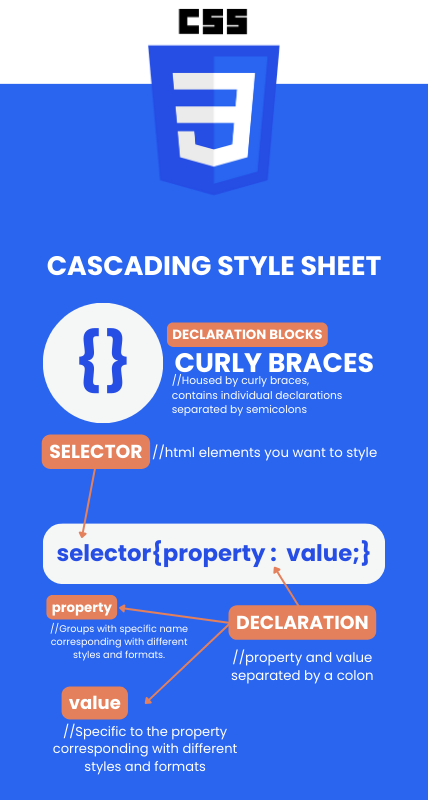 CSS
3
CASCADING STYLE SHEET
{}
DECLARATION BLOCKS
CURLY BRACES
//Housed by curly braces,
contains individual declarations
separated by semicolons
SELECTOR //html elements you want to style
selector{property : value;}
property
//Groups with specific name
corresponding with different
styles and formats.
DECLARATION
//property and value
separated by a colon
value
//Specific to the property
corresponding with different
styles and formats